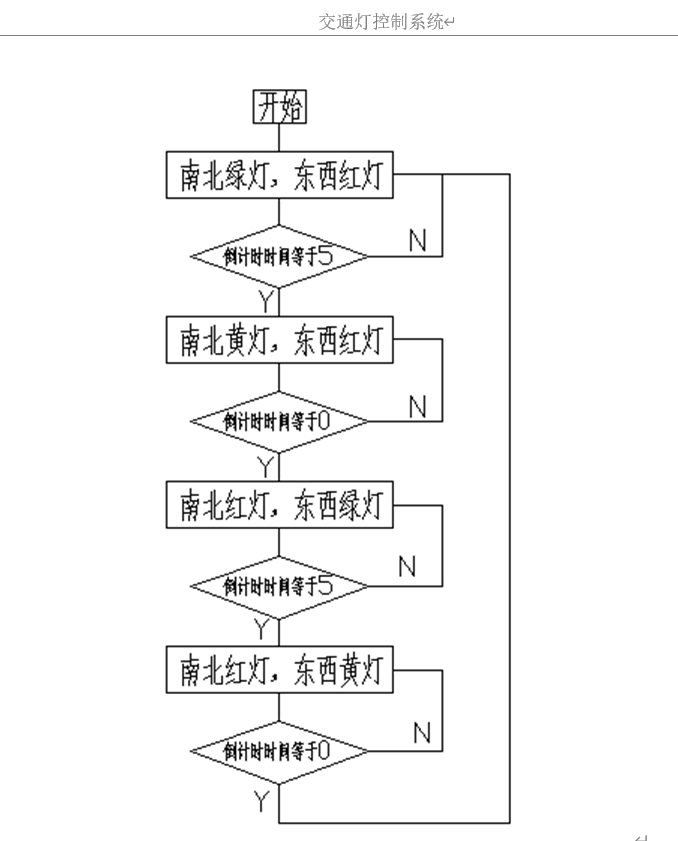 交通灯控制系统
开始
南北绿灯，东西红灯
倒计时时间等于5
N
Y
南北黄灯，东西红灯
倒计时时间等于0
N
Y
南北红灯，东西绿灯
倒计时时间等于5
N
Y
南北红灯，东西黄灯
倒计时时间等于0
N
Y